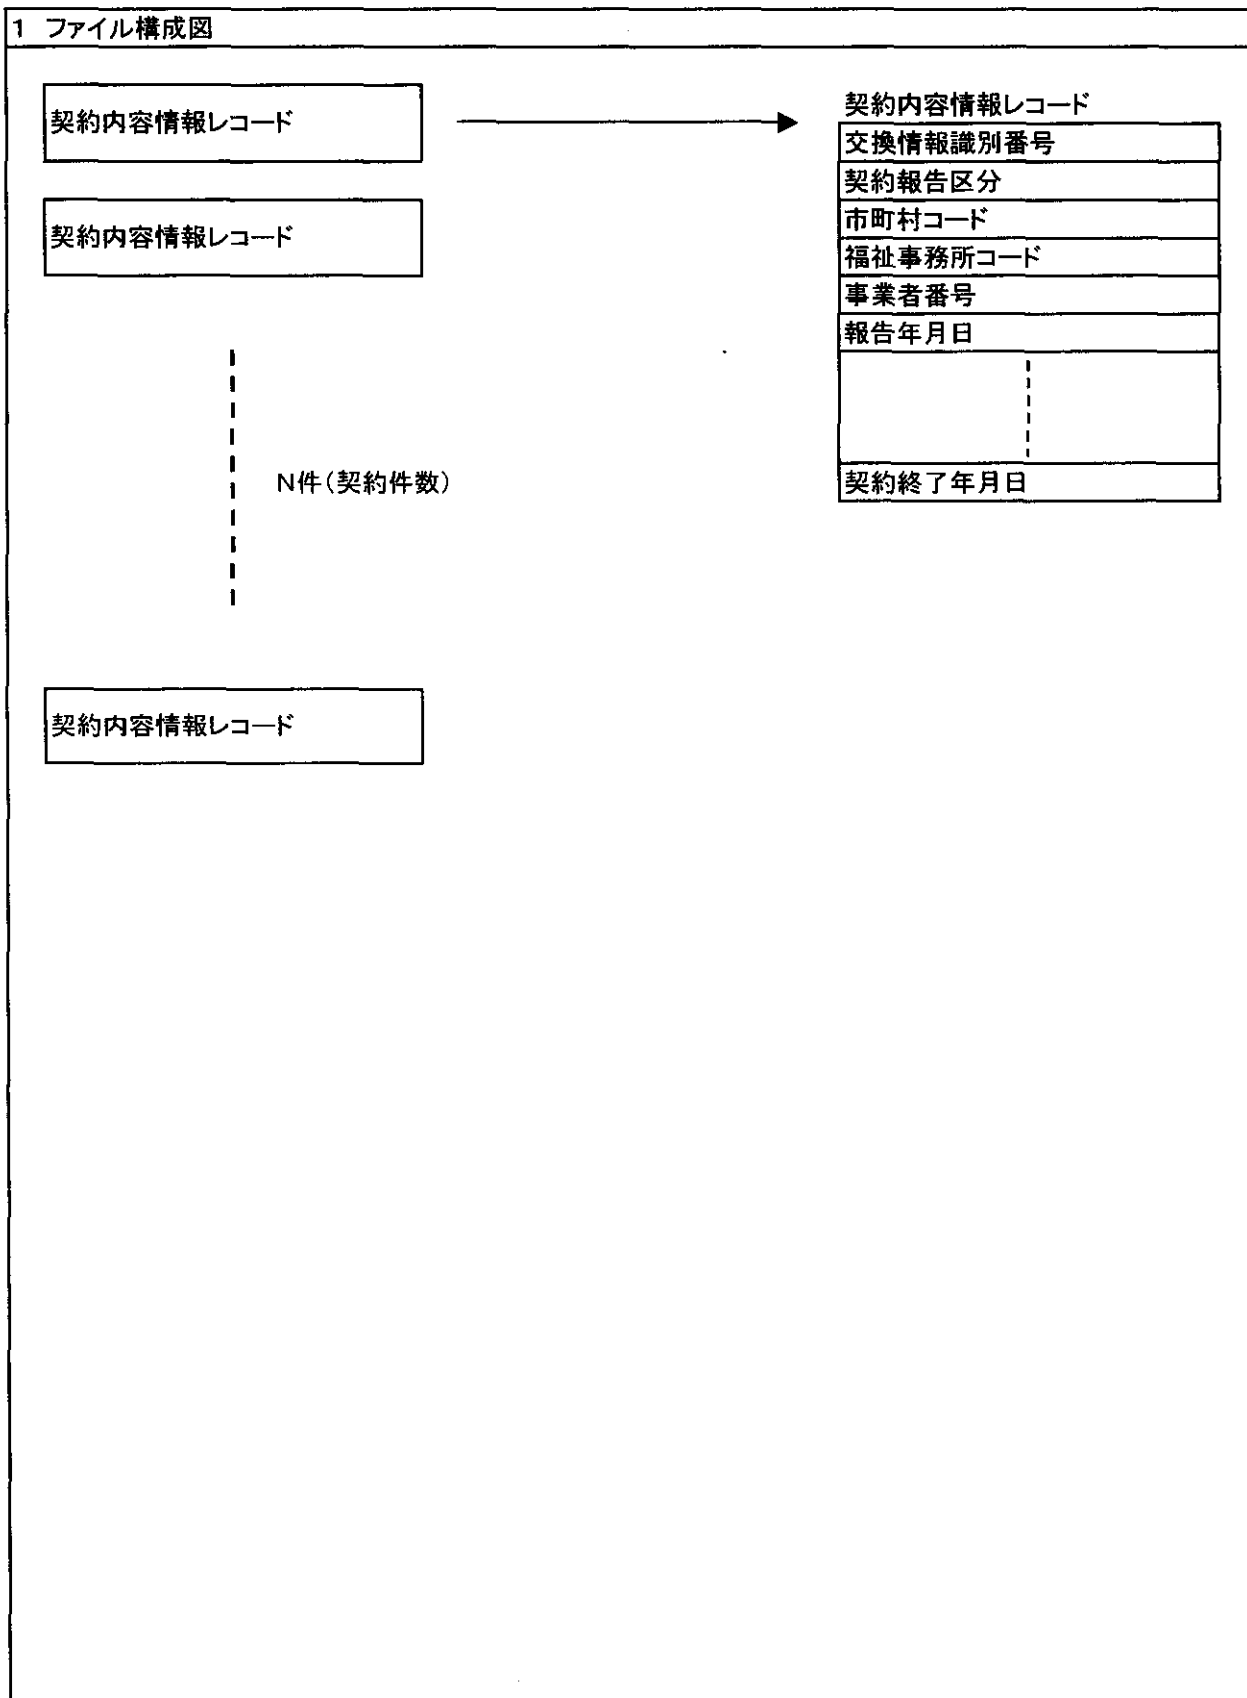 1 ファイル構成図
契約内容情報レコード
契約内容情報レコード
N件(契約件数)
契約内容情報レコード
契約内容情報レコード
交換情報識別番号
契約報告区分
市町村コード
福祉事務所コード
事業者番号
報告年月日
契約終了年月日